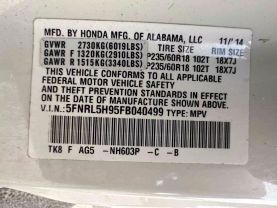 MFD. BY HONDA MFG. OF ALABAMA, LLC 11/'14
GVWR 2730KG(6019LBS) TIRE SIZE RIM SIZE
GAWR F 1320KG(2910LBS) P235/60R18 102T 18X7J
GAWR R 1515KG(3340LBS) P235/60R18 102T 18X7J
THIS VEHICLE CONFORMS TO ALL APPLICABLE
FEDERAL MOTOR VEHICLE SAFETY
AND THEFT PREVENTION STANDARDS
IN EFFECT ON THE DATE OF MANUFACTURE
SHOWN ABOVE.
V.I.N: 5FNRL5H95FB040499 TYPE: MPV
TK8 F AG5 -NH603P -C -B